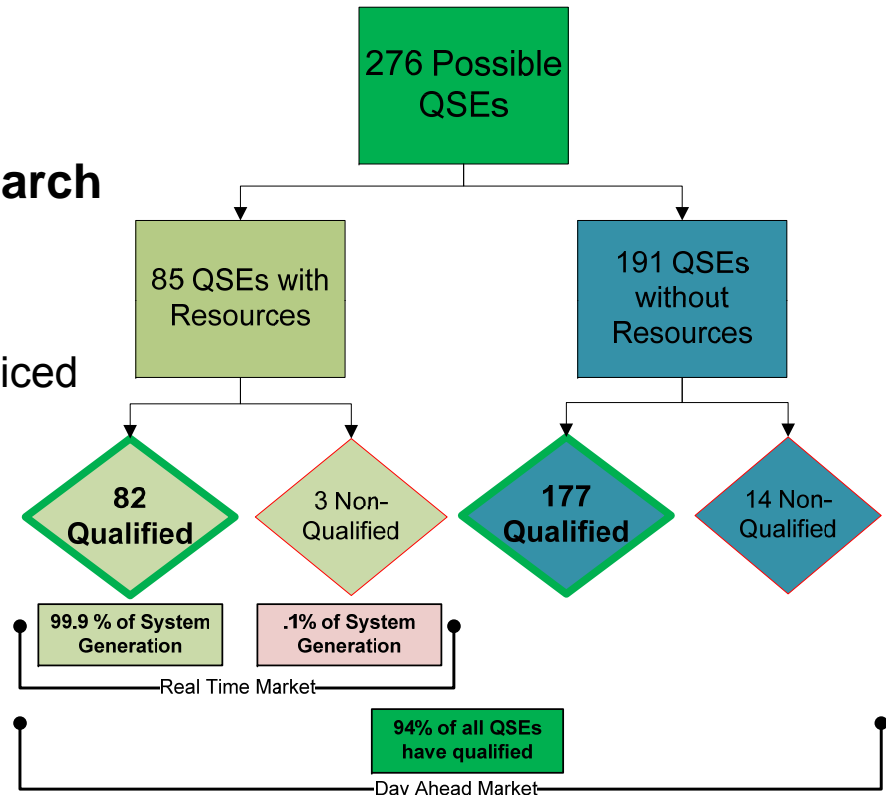 276 Possible
QSEs
arch
85 QSEs with
Resources
191 QSEs
without
Resources
iced
82
Qualified
3 Non-
Qualified
177
Qualified
14 Non-
Qualified
99.9 % of System
Generation
.1% of System
Generation
Real Time Market
94% of all QSEs
have qualified
Day Ahead Market